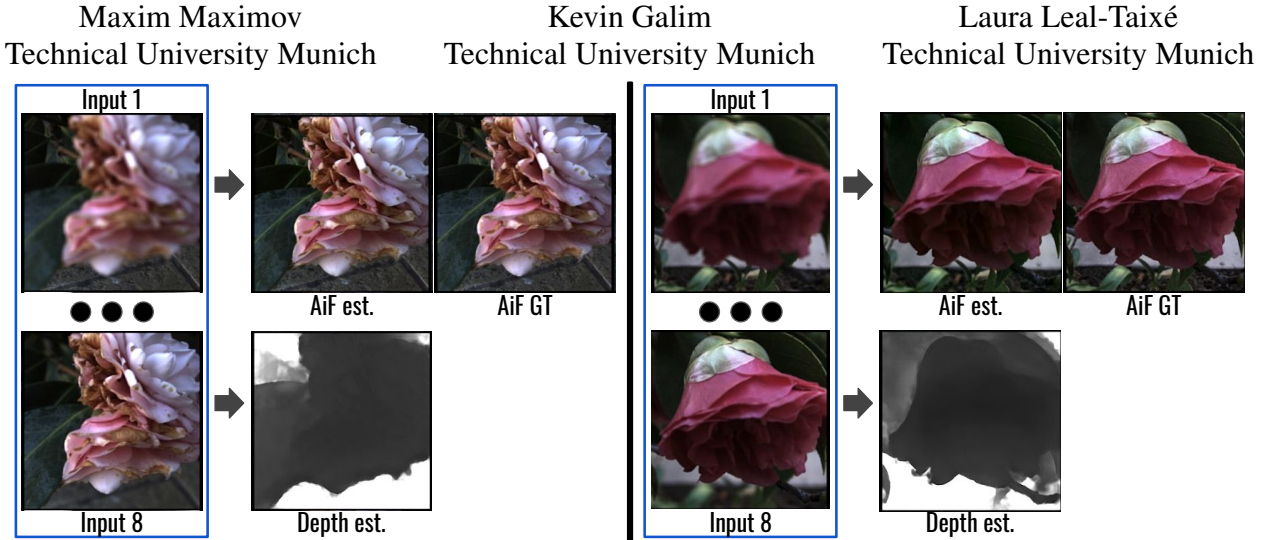 Maxim Maximov
Technical University Munich
Kevin Galim
Technical University Munich
Laura Leal-Taixé
Technical University Munich
Input 1
AiF est.
AiF GT
Input 8
Depth est.
Input 1
AiF est.
AiF GT
Input 8
Depth est.